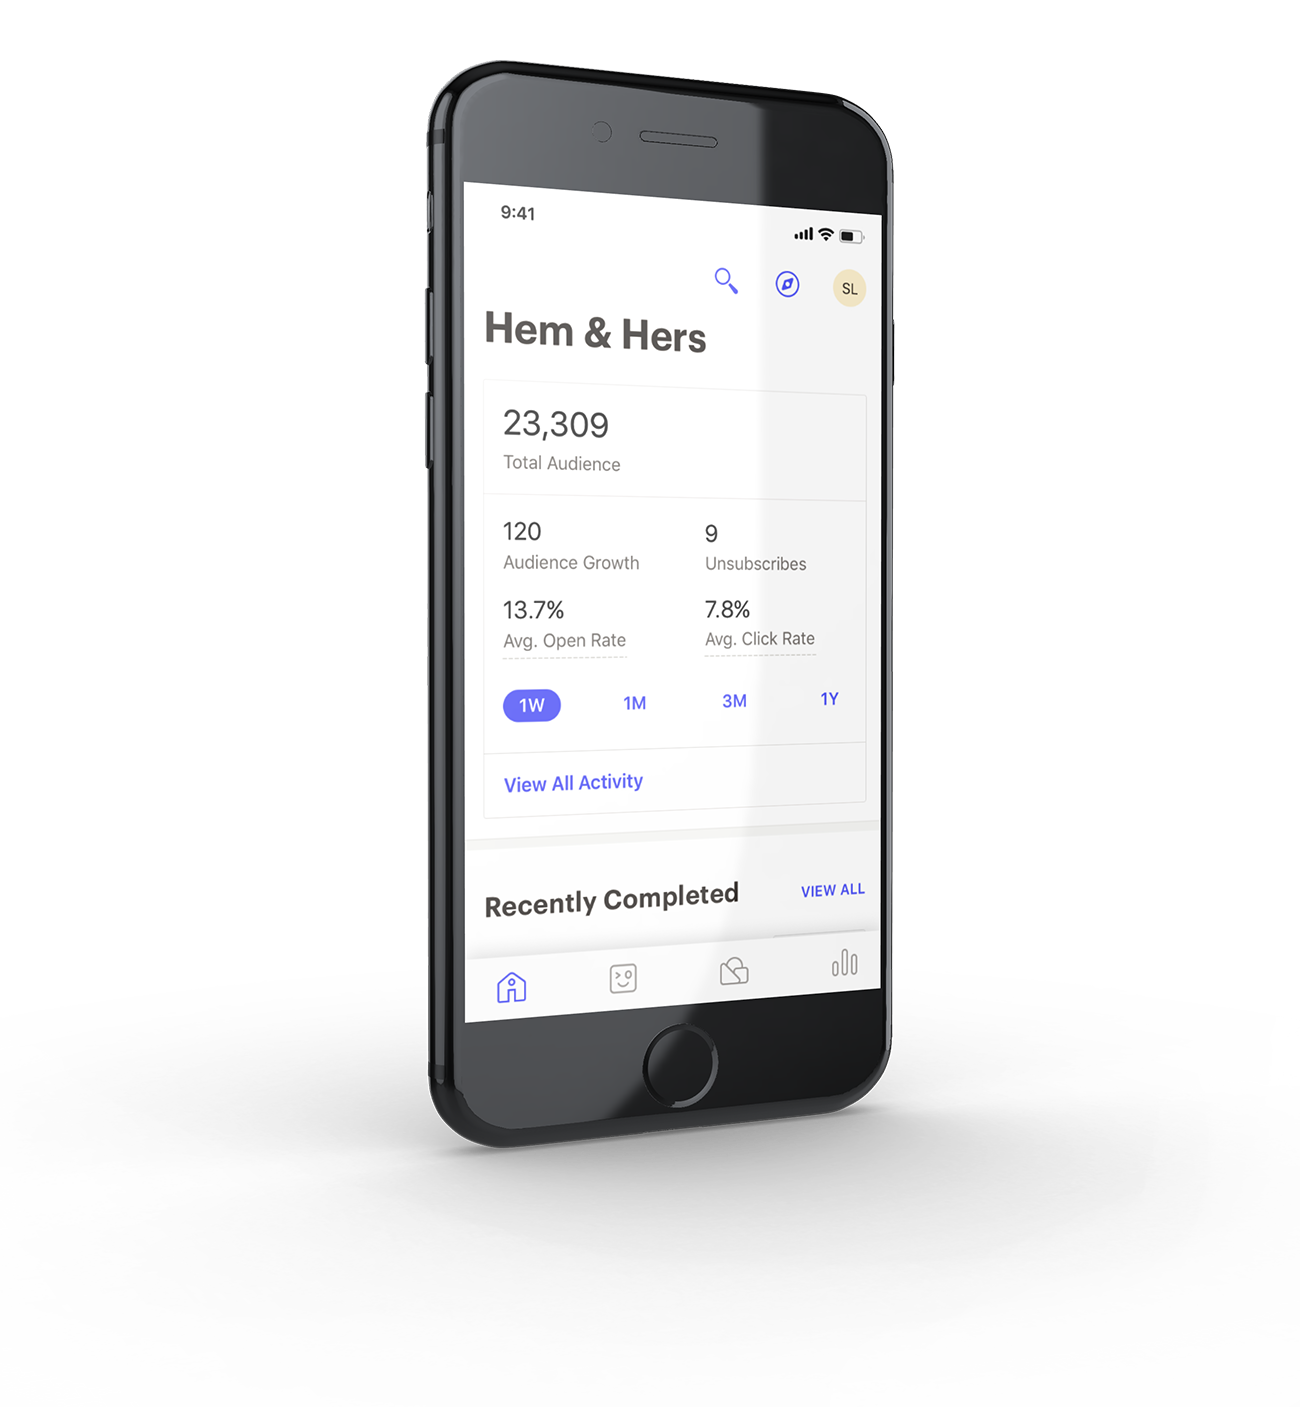 9:41
SL
Hem & Hers
23,309
Total Audience
120
9
Audience Growth
Unsubscribes
13.7%
7.8%
Avg. Open Rate
Avg. Click Rate
1W 1M 3M 1Y
View All Activity
Recently Completed
VIEW ALL